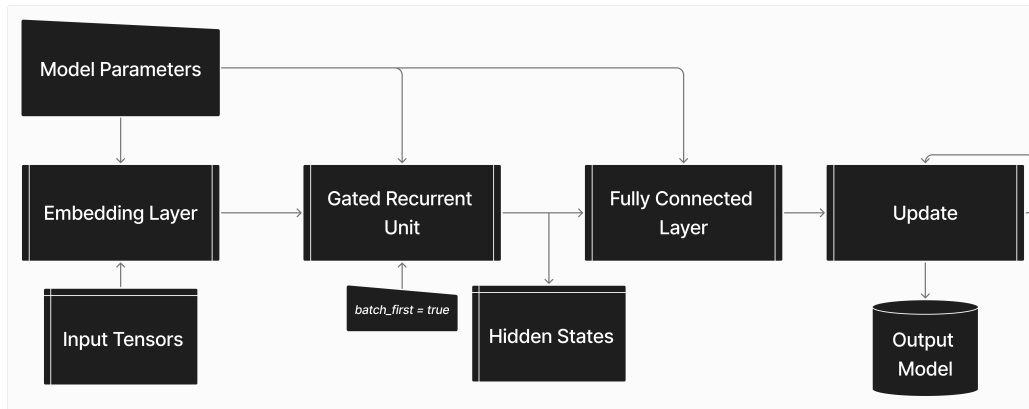 Model Parameters
Embedding Layer
Gated Recurrent
Unit
Fully Connected
Layer
Update
Input Tensors
batch_first = true
Hidden States
Output
Model